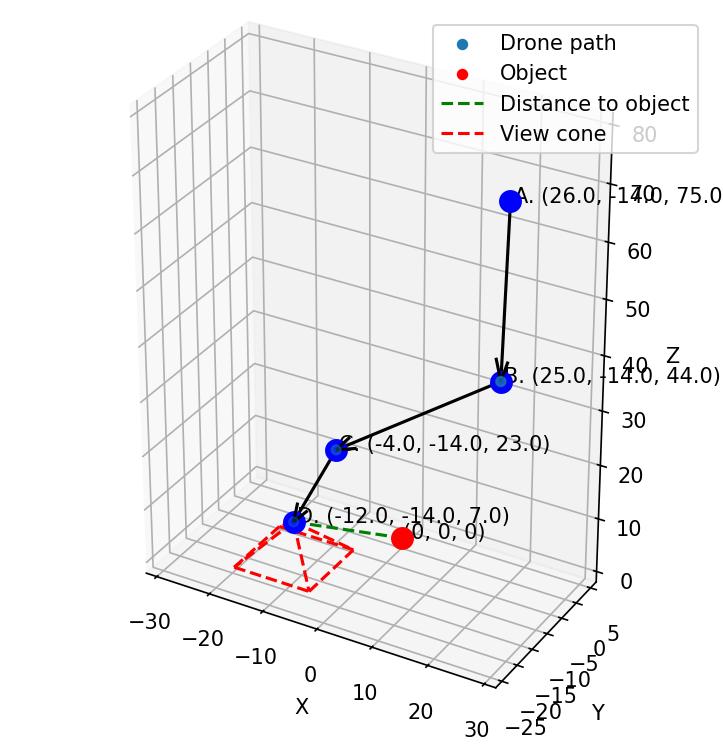 Drone path
Object
Distance to object
View cone
80
A. (26.0, -14.0, 75.0
70
60
50
40
Z
B. (25.0, -14.0, 44.0)
30
C. (-4.0, -14.0, 23.0)
20
D. (-12.0, -14.0, 7.0)
(0, 0, 0)
10
0
−30
−20
−10
0
10
20
30
X
5
0
−5
−10
−15
−20
−25
Y